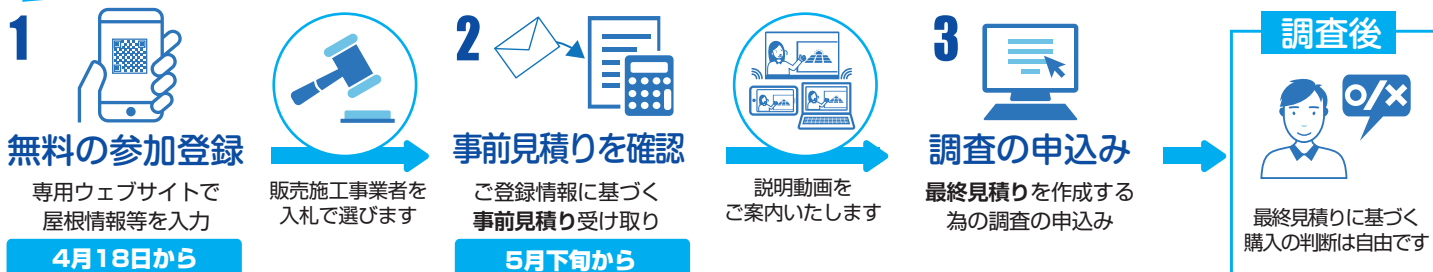 1
無料の参加登録
専用ウェブサイトで
屋根情報等を入力
4月18日から
販売施工事業者を
入札で選びます
2
事前見積りを確認
ご登録情報に基づく
事前見積り受け取り
5月下旬から
説明動画を
ご案内いたします
3
調査の申込み
最終見積りを作成する
為の調査の申込み
調査後
o/x
最終見積りに基づく
購入の判断は自由です